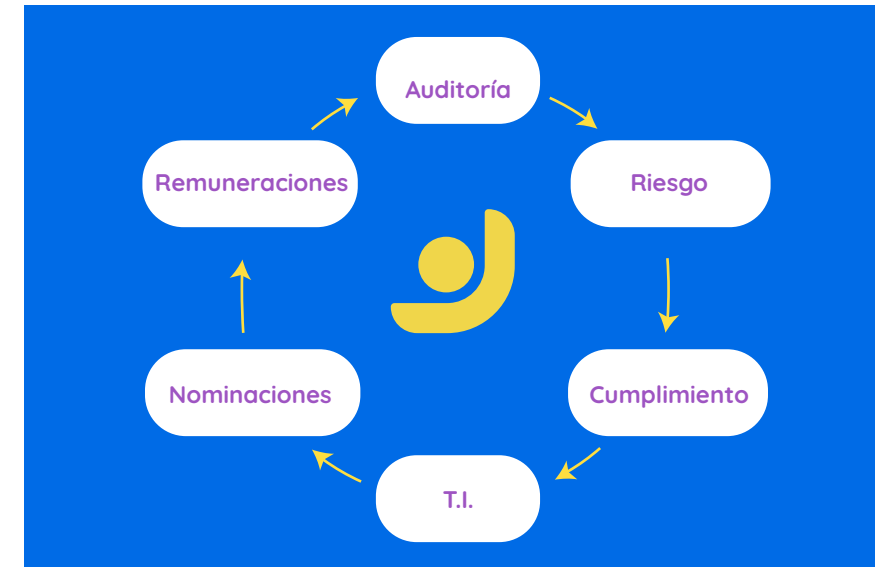 Auditoría
Remuneraciones
Riesgo
Nominaciones
Cumplimiento
T.I.